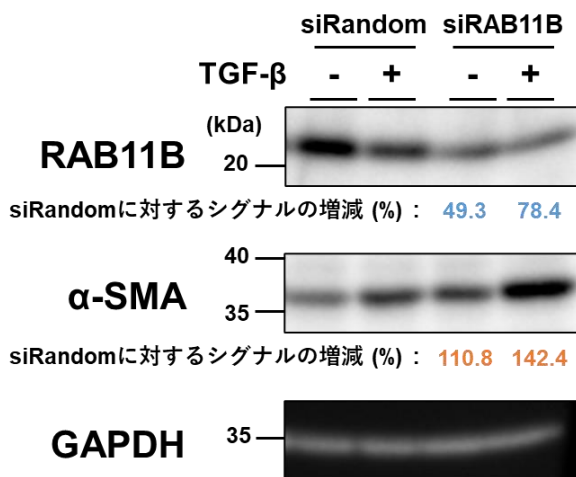 siRandom siRAB11B
TGF-β - + - +
(kDa)
RAB11B 20
siRandomに対するシグナルの増減 (%) : 49.3 78.4
40
α-SMA
35
siRandomに対するシグナルの増減 (%) : 110.8 142.4
GAPDH 35